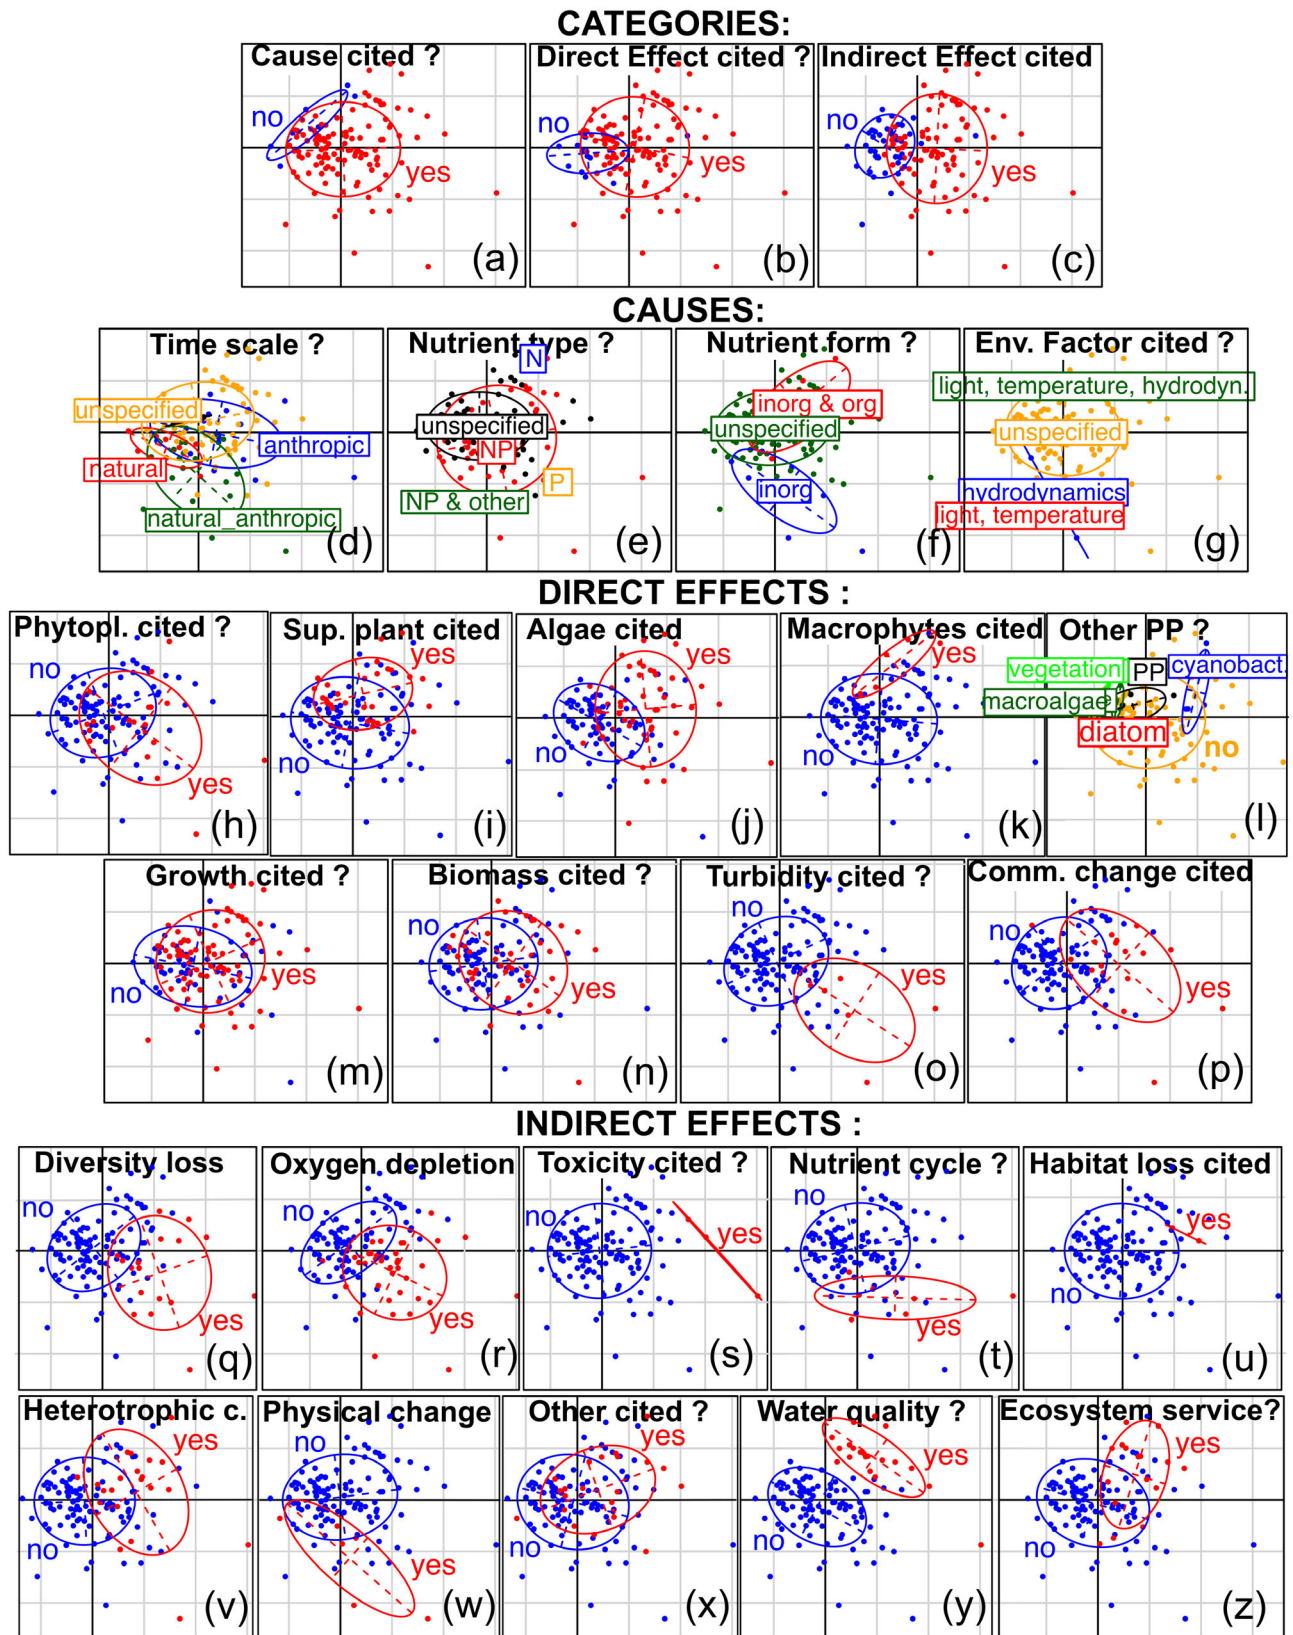 CATEGORIES:
Cause cited ?
no
yes
(a)
Direct Effect cited ?
no
yes
(b)
Indirect Effect cited
no
yes
(c)
CAUSES:
Time scale ?
unspecified
anthropic
natural
natural_anthropic
(d)
Nutrient type ?
N
unspecified
NP
P
NP & other
(e)
Nutrient form ?
inorg & org
unspecified
inorg
(f)
Env. Factor cited ?
light, temperature, hydrodyn.
unspecified
hydrodynamics
light, temperature
(g)
DIRECT EFFECTS :
Phytopl. cited ?
no
yes
(h)
Sup. plant cited
yes
no
(i)
Algae cited
yes
no
(j)
Macrophytes cited
yes
no
(k)
Other PP ?
vegetation
PP
cyanobact.
macroalgae
diatom
no
(l)
Growth cited ?
yes
no
(m)
Biomass cited ?
no
yes
(n)
Turbidity cited ?
no
yes
(o)
Comm. change cited
no
yes
(p)
INDIRECT EFFECTS :
Diversity loss
no
yes
(q)
Oxygen depletion
no
yes
(r)
Toxicity cited ?
no
yes
(s)
Nutrient cycle ?
no
yes
(t)
Habitat loss cited
yes
no
(u)
Heterotrophic c.
yes
no
(v)
Physical change
no
yes
(w)
Other cited ?
yes
no
(x)
Water quality ?
yes
no
(y)
Ecosystem service?
yes
no
(z)